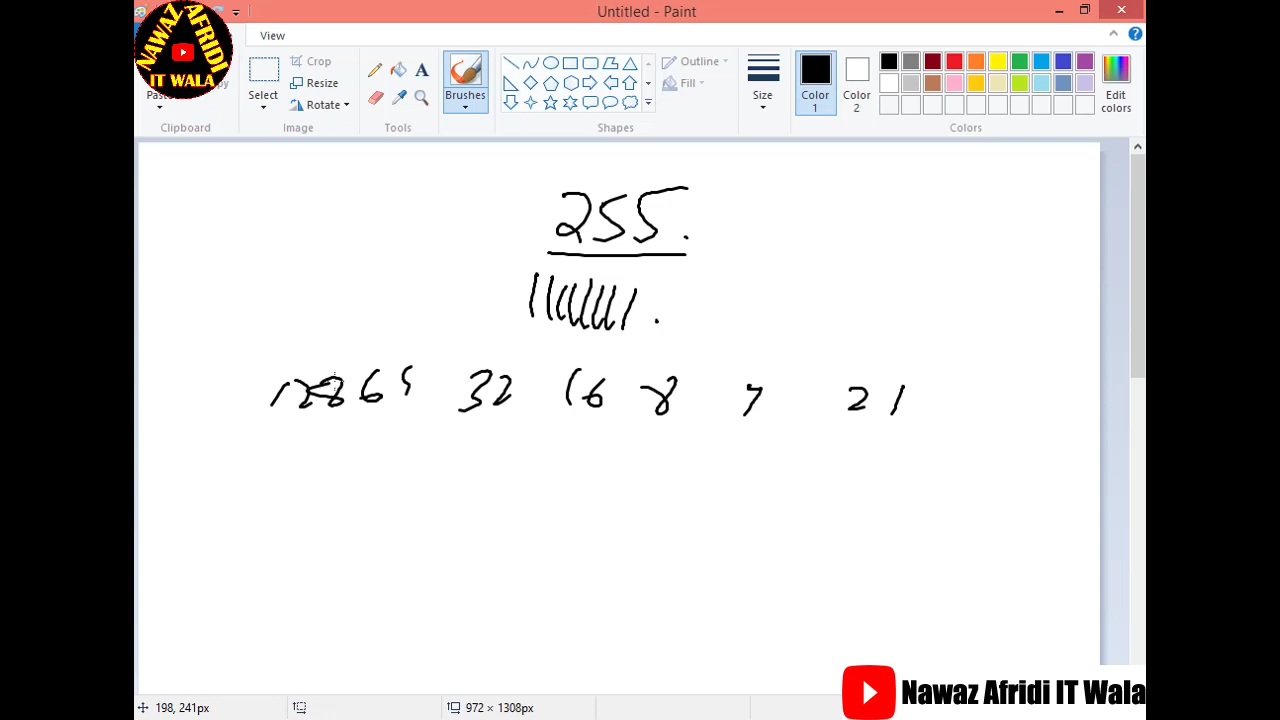 Untitled - Paint
NAWAZ AFRIDI
IT WALA
View
Crop
Resize
Rotate
Select
Brushes
Outline
Fill
Size
Color 1
Color 2
Edit colors
Clipboard
Image
Tools
Shapes
Colors
255.
11111111.
128 64 32 16 8 4 2 1
198, 241px
972 × 1308px
Nawaz Afridi IT Wala